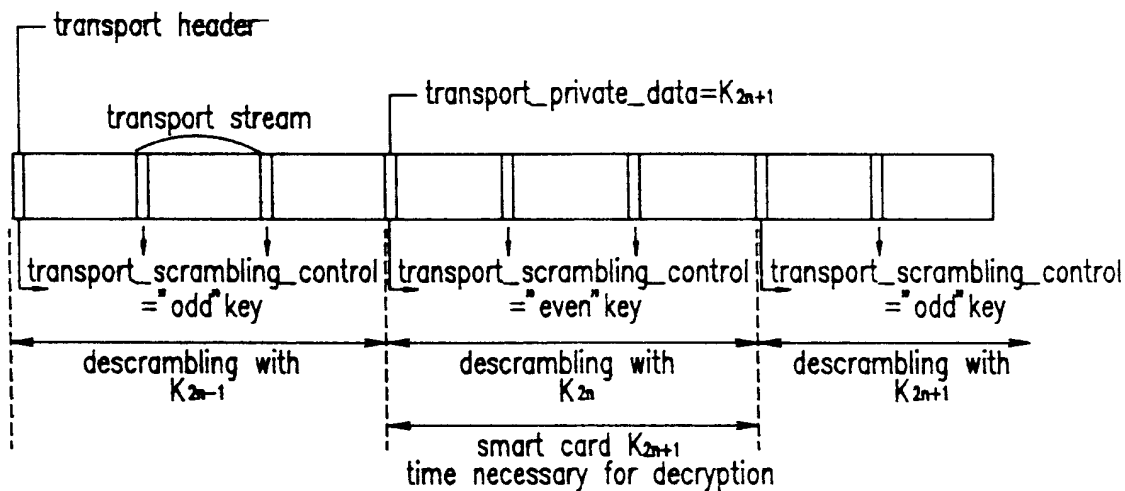 transport header
transport_private_data=K2n+1
transport stream
transport_scrambling_control
="odd"key
transport_scrambling_control
="even"key
transport_scrambling_control
="odd"key
descrambling with
K2n-1
descrambling with
K2n
descrambling with
K2n+1
smart card K2n+1
time necessary for decryption